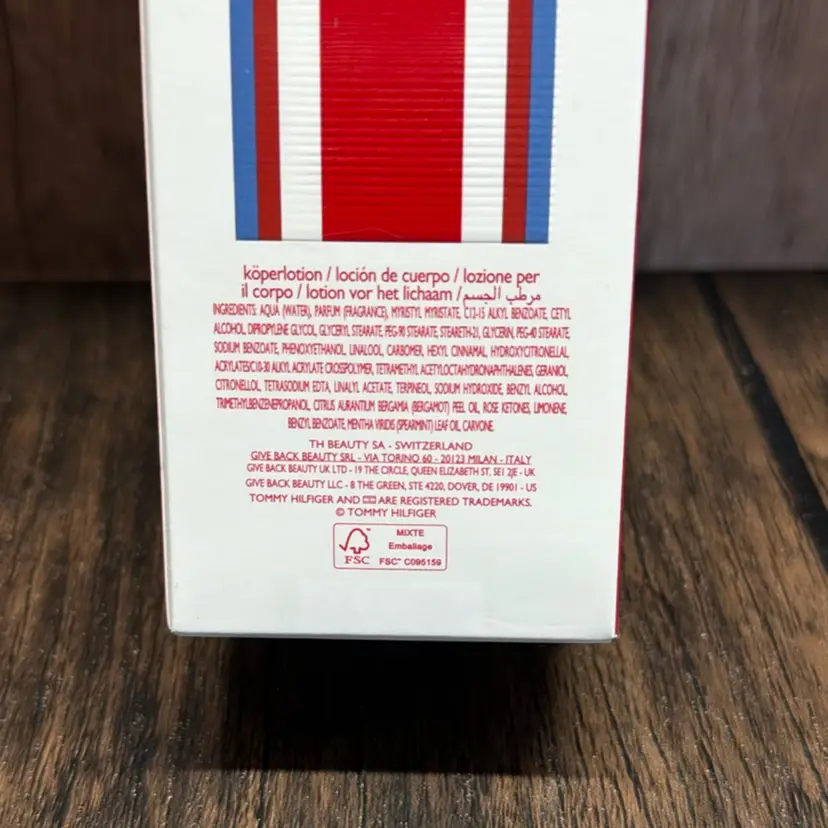 köperlotion / loción de cuerpo / lozione per
il corpo / lotion vor het lichaam / مرطب الجسم
INGREDIENTS: AQUA (WATER), PARFUM (FRAGRANCE), MYRISTYL MYRISTATE, C12-15 ALKYL BENZOATE, CETYL
ALCOHOL DIPROPYLENE GLYCOL, GLYCERYL STEARATE, PEG-90 STEARATE, STEARETH-21, GLYCERIN, PEG-40 STEARATE,
SODIUM BENZOATE, PHENOXYETHANOL, LINALOOL, CARBOMER, HEXYL CINNAMAL, HYDROXYCITRONELLAL,
ACRYLATES/C10-30 ALKYL ACRYLATE CROSSPOLYMER, TETRAMETHYL ACETYLOCTAHYDRONAPHTHALENES, GERANIOL,
CITRONELLOL, TETRASODIUM EDTA, LINALYL ACETATE, TERPINEOL, SODIUM HYDROXIDE, BENZYL ALCOHOL,
TRIMETHYLBENZENEPROPANOL, CITRUS AURANTIUM BERGAMIA (BERGAMOT) PEEL OIL, ROSE KETONES, LIMONENE,
BENZYL BENZOATE, MENTHA VIRIDIS (SPEARMINT) LEAF OIL, CARVONE.
TH BEAUTY SA - SWITZERLAND
GIVE BACK BEAUTY SRL - VIA TORINO 60 - 20123 MILAN - ITALY
GIVE BACK BEAUTY UK LTD - 19 THE CIRCLE, QUEEN ELIZABETH ST, SE1 2JE - UK
GIVE BACK BEAUTY LLC - 8 THE GREEN, STE 4220, DOVER, DE 19901 - US
TOMMY HILFIGER AND ARE REGISTERED TRADEMARKS.
© TOMMY HILFIGER
MIXTE
Emballage
FSC FSC™ C095159